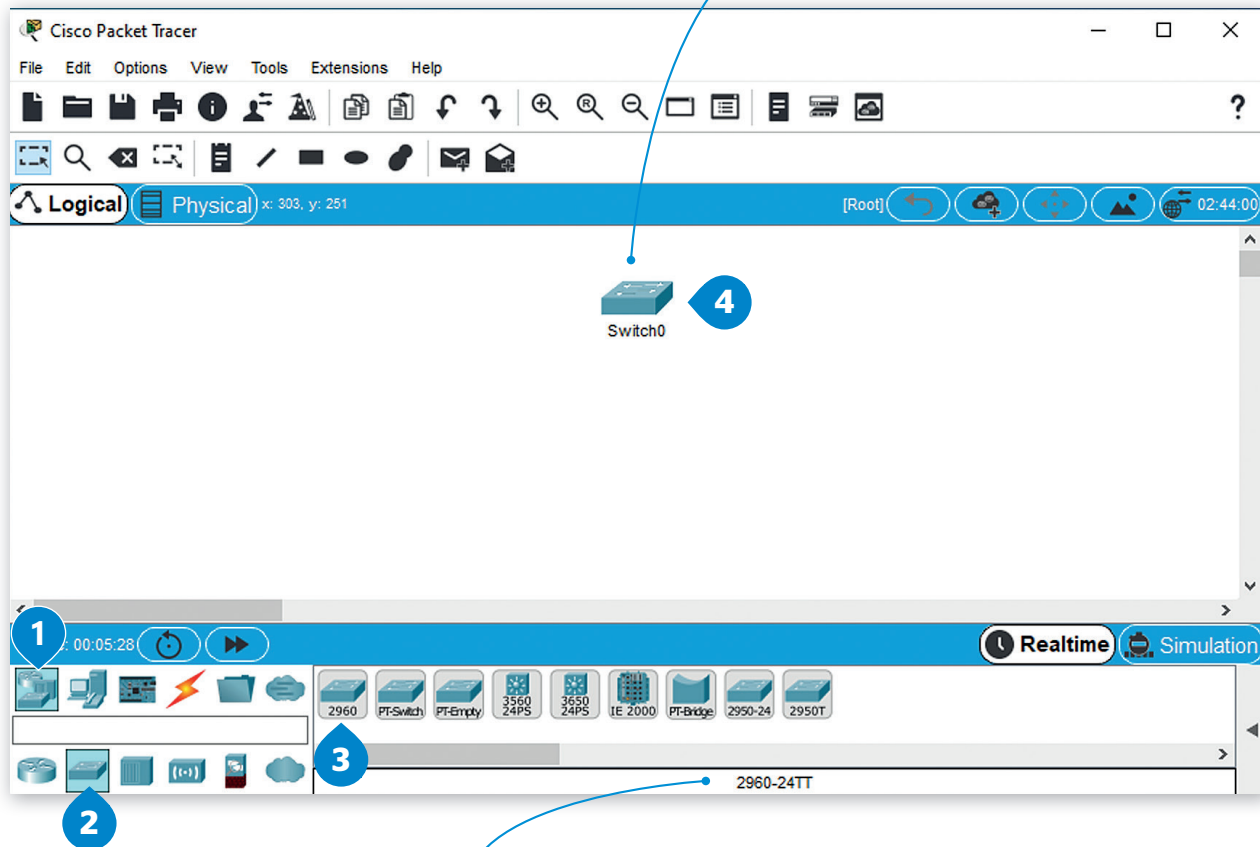 Cisco Packet Tracer
File Edit Options View Tools Extensions Help
R
?
Logical Physical x: 303, y: 251 [Root] 02:44:00
4
Switch0
1
: 00:05:28 Realtime Simulation
2960 PT-Switch PT-Empty 3560 24PS 3650 24PS IE 2000 PT-Bridge 2950-24 2950T
3
2960-24TT
2